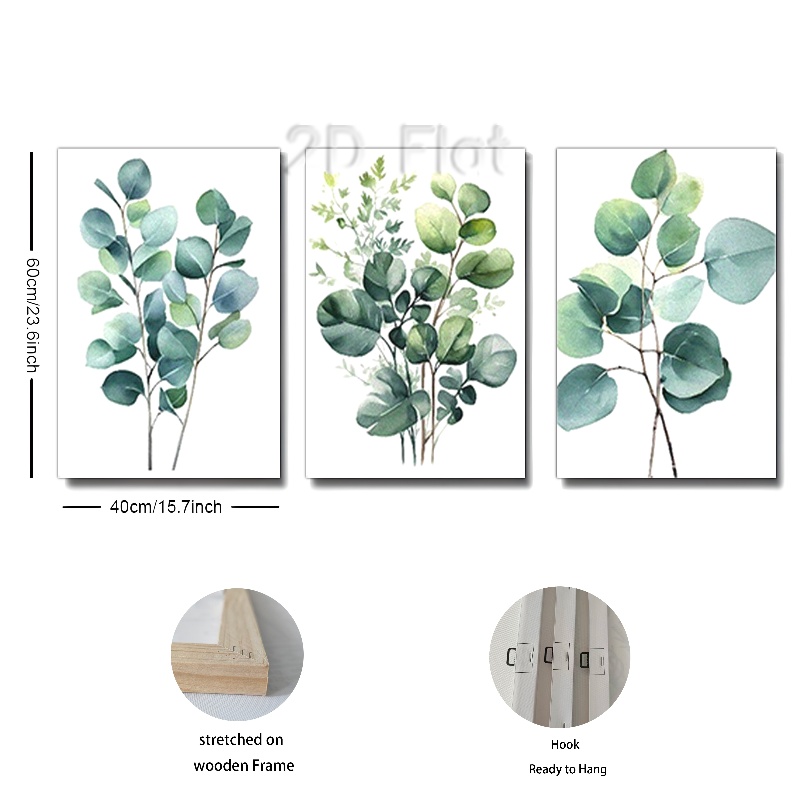 2D Flat
60cm/23.6inch
40cm/15.7inch
stretched on
wooden Frame
Hook
Ready to Hang